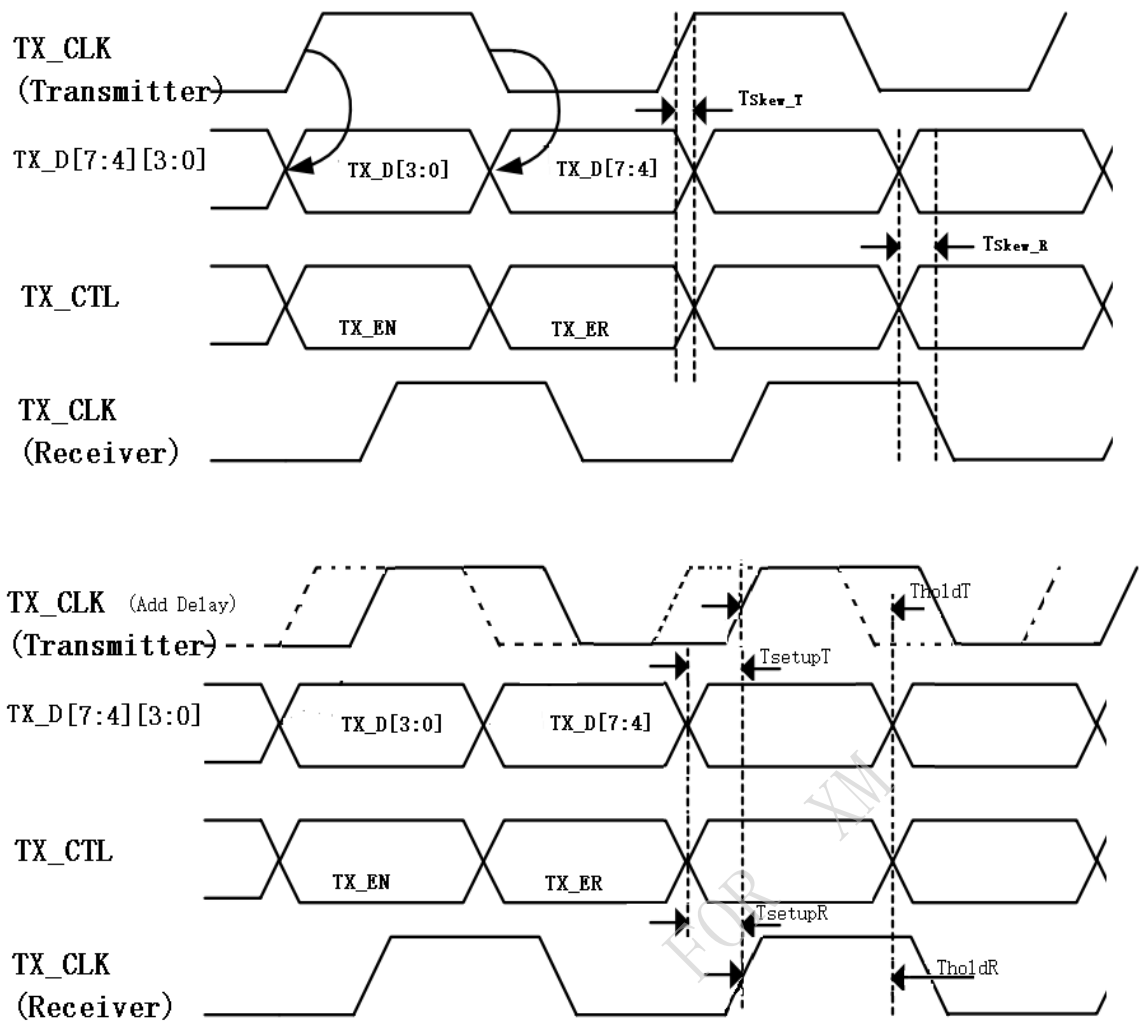 TX_CLK
(Transmitter)
Tskew_T
TX_D[7:4][3:0]
TX_D[3:0]
TX_D[7:4]
Tskew_R
TX_CTL
TX_EN
TX_ER
TX_CLK
(Receiver)
TX_CLK (Add Delay)
(Transmitter)
TholdT
TsetupT
TX_D[7:4][3:0]
TX_D[3:0]
TX_D[7:4]
TX_CTL
TX_EN
TX_ER
TsetupR
TX_CLK
(Receiver)
TholdR
FOR XM